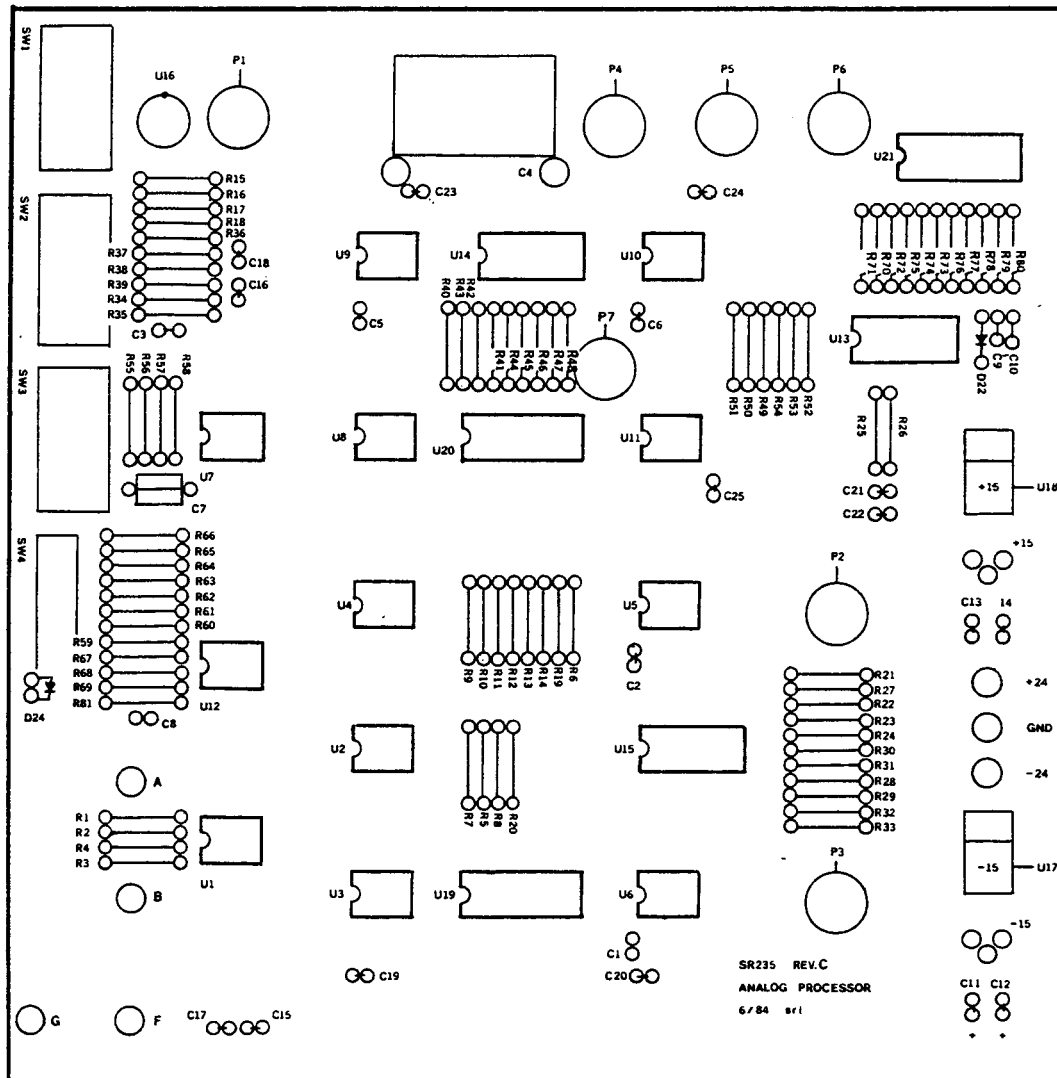 SW1
U16
P1
P4
P5
P6
U21
C4
C23
C24
R15
R16
R17
R18
R36
R37
R38
R39
R34
R35
C18
C16
C3
SW2
U9
U14
U10
R40
R43
R42
C5
C6
P7
R41
R44
R45
R46
R47
R48
R71
R70
R72
R75
R74
R73
R76
R77
R78
R79
R80
U13
D22
C9
C10
SW3
R55
R56
R57
R58
U7
C7
U8
U20
U11
R51
R50
R49
R54
R53
R52
R25
R26
C25
C21
C22
+15
U18
SW4
R66
R65
R64
R63
R62
R61
R60
R59
R67
R68
R69
R81
U12
D24
C8
U4
U5
R9
R10
R11
R12
R13
R14
R19
R6
C2
P2
+15
C13
14
R21
R27
R22
R23
R24
R30
R31
R28
R29
R32
R33
+24
GND
-24
U2
U15
R7
R5
R8
R20
A
R1
R2
R4
R3
U1
B
U3
U19
U6
P3
-15
U17
-15
C1
C19
C20
SR235 REV.C
ANALOG PROCESSOR
6/84 srl
C11
C12
+ +
G
F
C17
C15